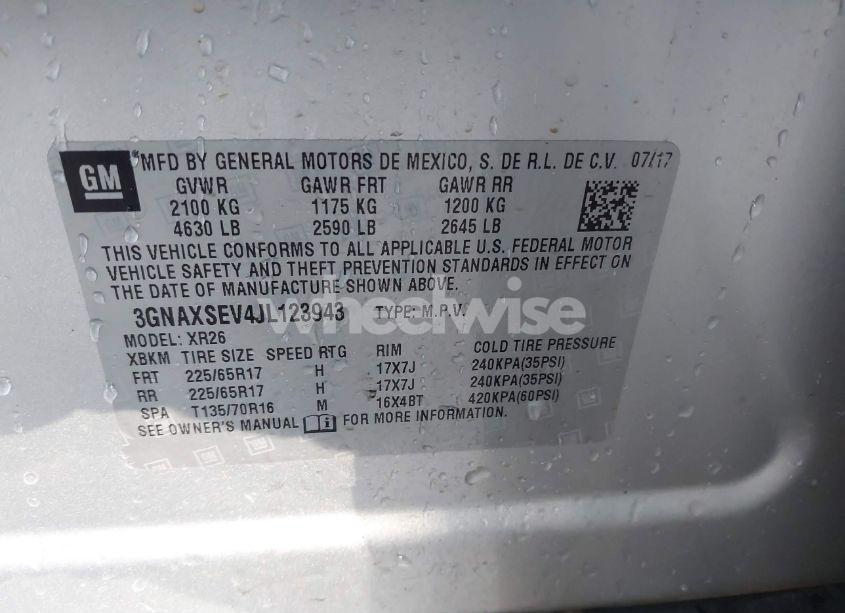 GM
MFD BY GENERAL MOTORS DE MEXICO, S. DE R.L. DE C.V. 07/17
GVWR GAWR FRT GAWR RR
2100 KG 1175 KG 1200 KG
4630 LB 2590 LB 2645 LB
THIS VEHICLE CONFORMS TO ALL APPLICABLE U.S. FEDERAL MOTOR
VEHICLE SAFETY AND THEFT PREVENTION STANDARDS IN EFFECT ON
THE DATE OF MANUFACTURE SHOWN ABOVE.
3GNAXSEV4JL123943 TYPE: M.P.V.
wheelwise
MODEL: XR26
XBKM TIRE SIZE SPEED RTG RIM COLD TIRE PRESSURE
FRT 225/65R17 H 17X7J 240KPA(35PSI)
RR 225/65R17 H 17X7J 240KPA(35PSI)
SPA T135/70R16 M 16X4BT 420KPA(60PSI)
SEE OWNER'S MANUAL i FOR MORE INFORMATION.